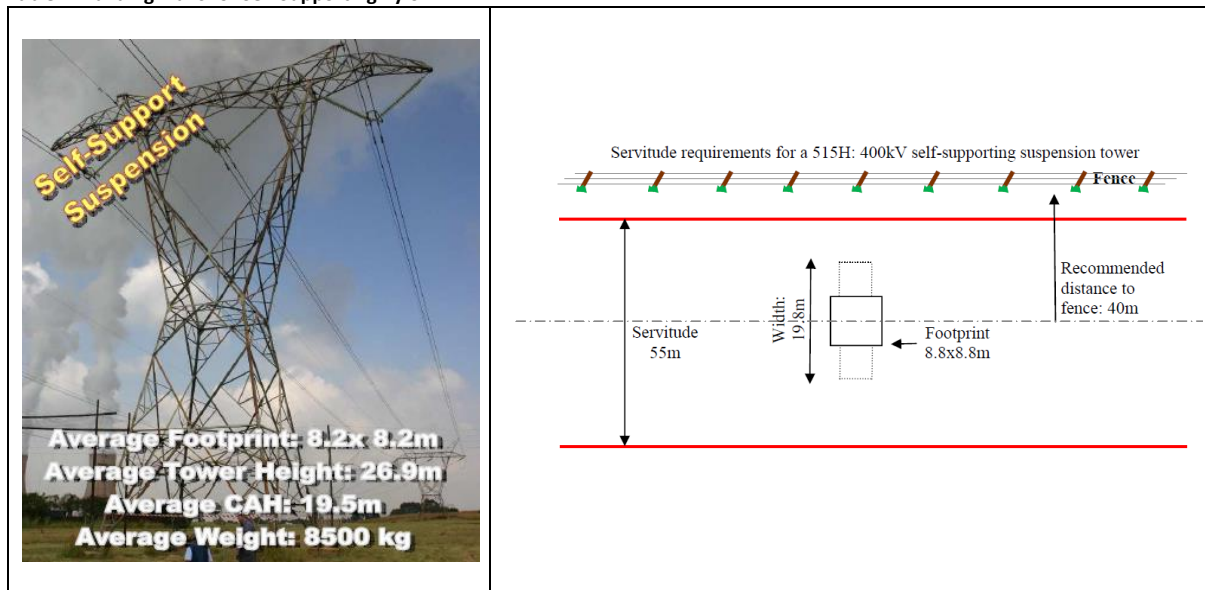 Self-Support
Suspension
Average Footprint: 8.2x 8.2m
Average Tower Height: 26.9m
Average CAH: 19.5m
Average Weight: 8500 kg
Servitude requirements for a 515H: 400kV self-supporting suspension tower
Fence
Recommended
distance to
fence: 40m
Width:
19.8m
Servitude
55m
Footprint
8.8x8.8m